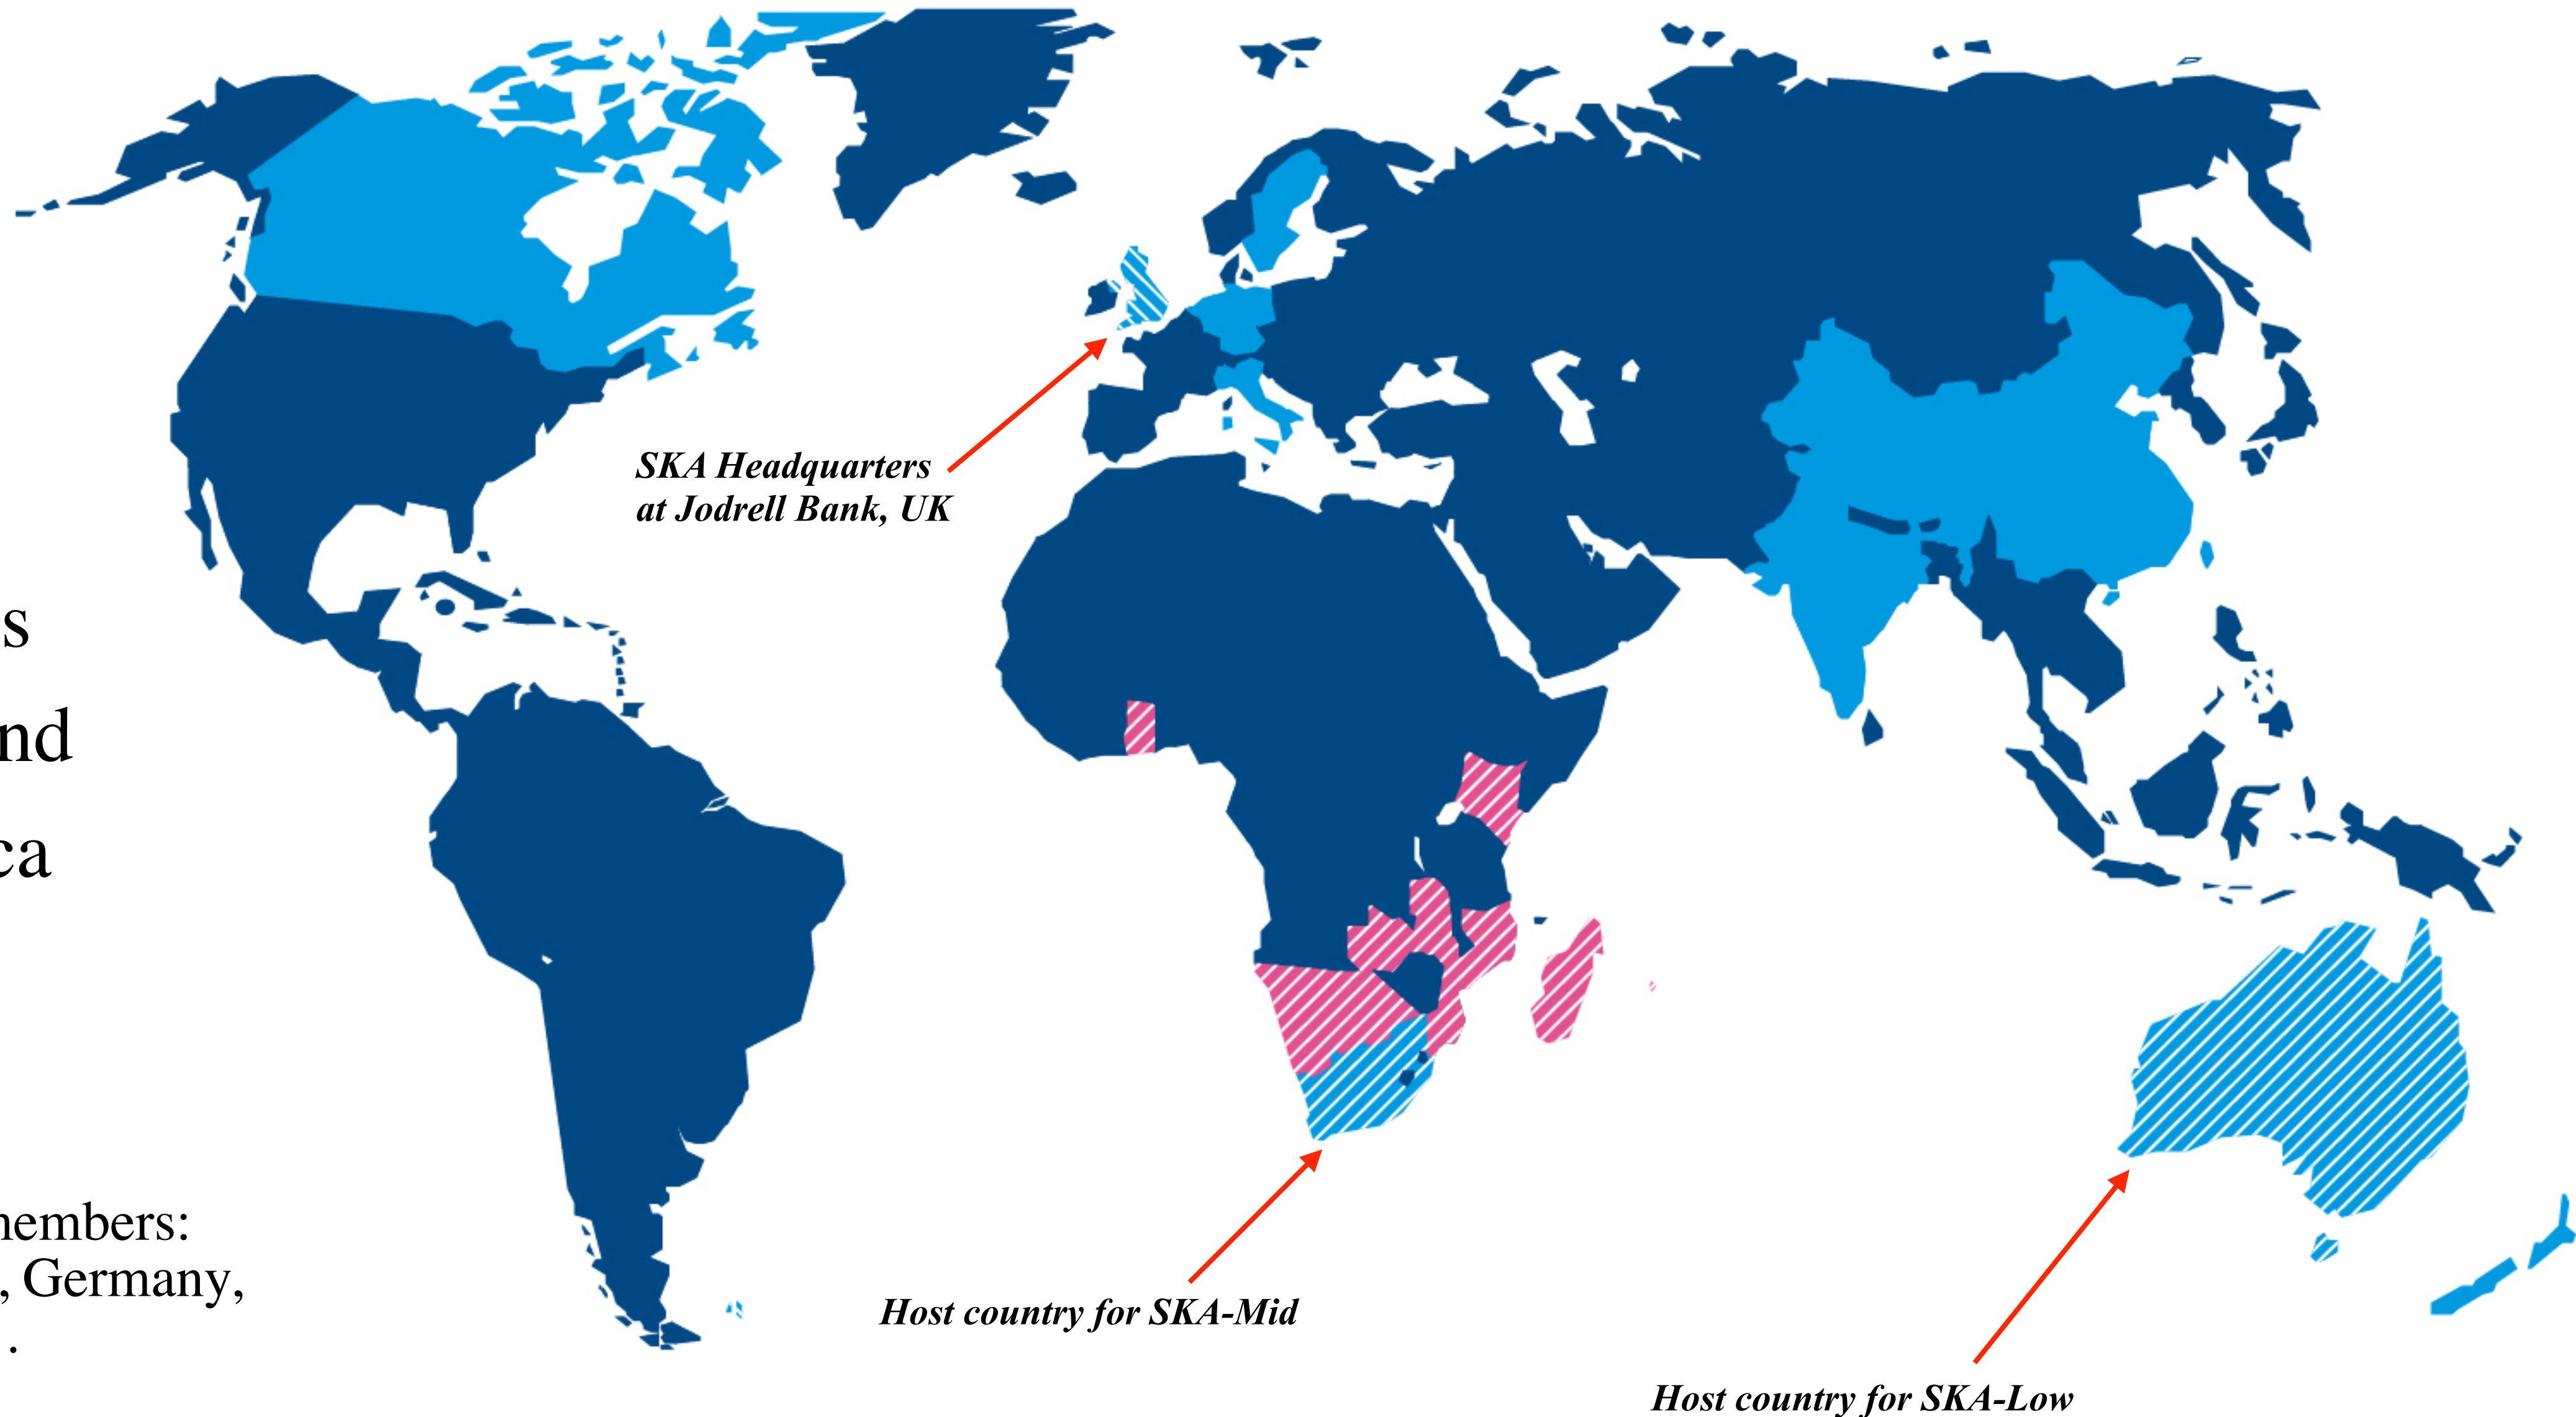 SKA Headquarters
at Jodrell Bank, UK
s
nd
ca
members:
, Germany,
.
Host country for SKA-Mid
Host country for SKA-Low